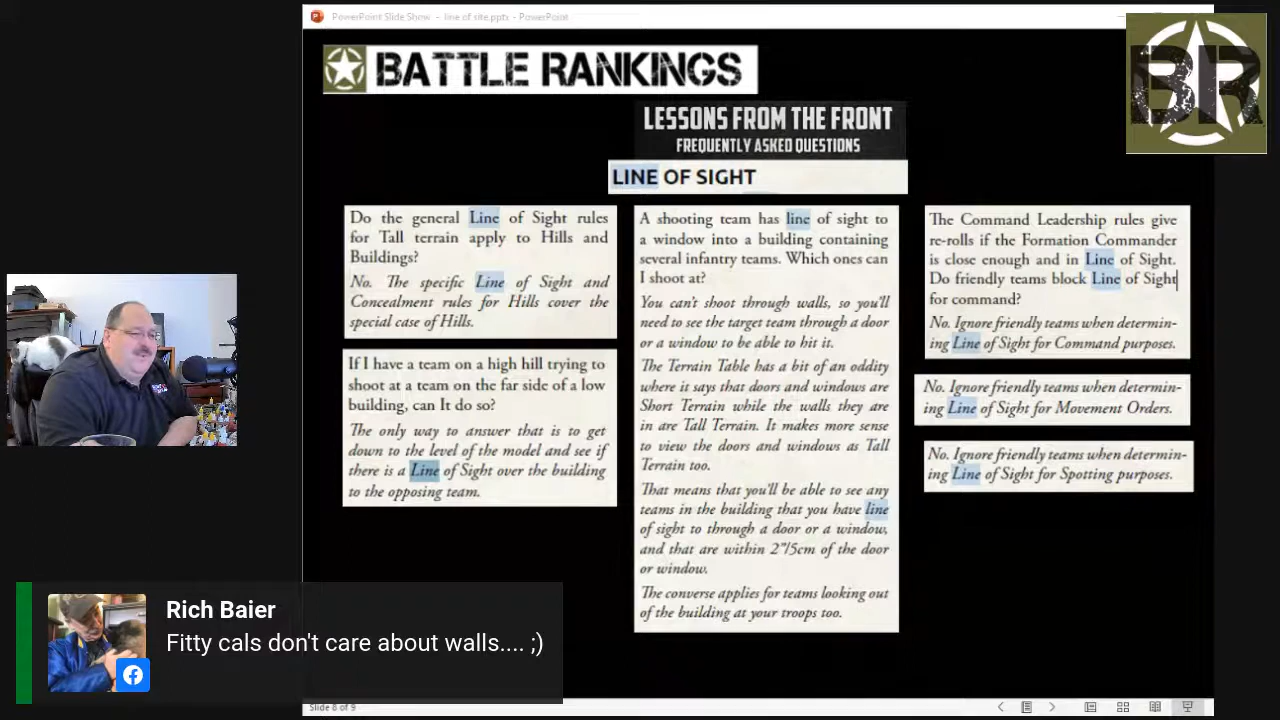 PowerPoint Slide Show - line of site.pptx - PowerPoint
BATTLE RANKINGS
BR
LESSONS FROM THE FRONT
FREQUENTLY ASKED QUESTIONS
LINE OF SIGHT
Do the general Line of Sight rules
for Tall terrain apply to Hills and
Buildings?
No. The specific Line of Sight and
Concealment rules for Hills cover the
special case of Hills.
If I have a team on a high hill trying to
shoot at a team on the far side of a low
building, can It do so?
The only way to answer that is to get
down to the level of the model and see if
there is a Line of Sight over the building
to the opposing team.
A shooting team has line of sight to
a window into a building containing
several infantry teams. Which ones can
I shoot at?
You can't shoot through walls, so you'll
need to see the target team through a door
or a window to be able to hit it.
The Terrain Table has a bit of an oddity
where it says that doors and windows are
Short Terrain while the walls they are
in are Tall Terrain. It makes more sense
to view the doors and windows as Tall
Terrain too.
That means that you'll be able to see any
teams in the building that you have line
of sight to through a door or a window,
and that are within 2"/5cm of the door
or window.
The converse applies for teams looking out
of the building at your troops too.
The Command Leadership rules give
re-rolls if the Formation Commander
is close enough and in Line of Sight.
Do friendly teams block Line of Sight
for command?
No. Ignore friendly teams when determin-
ing Line of Sight for Command purposes.
No. Ignore friendly teams when determin-
ing Line of Sight for Movement Orders.
No. Ignore friendly teams when determin-
ing Line of Sight for Spotting purposes.
Rich Baier
Fitty cals don't care about walls.... ;)
Slide 8 of 9